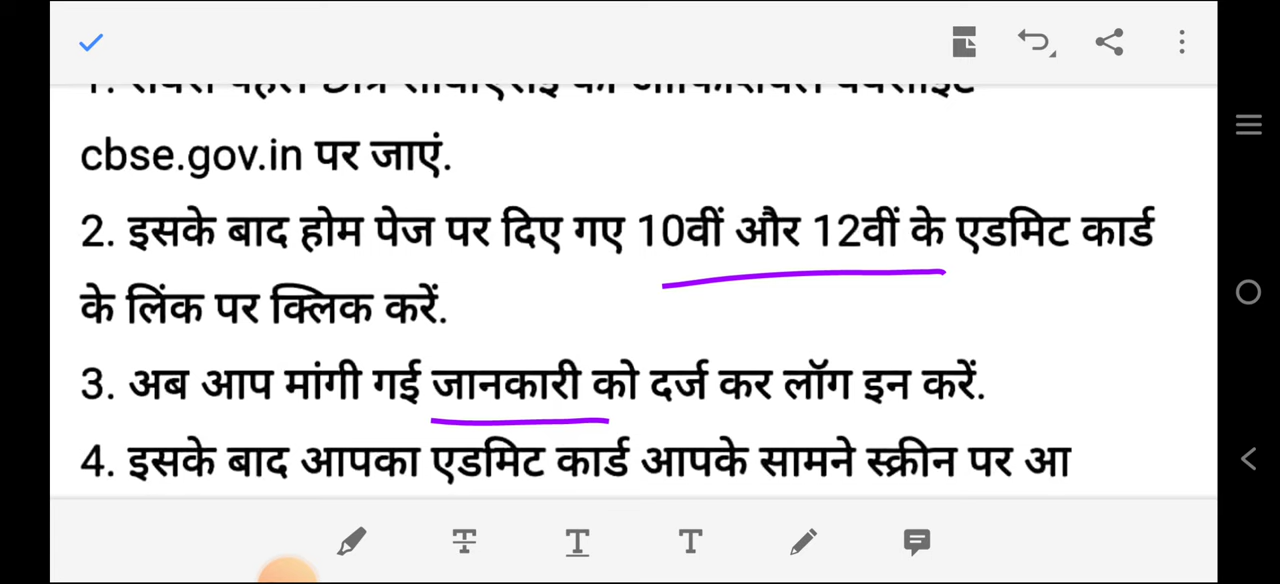 cbse.gov.in पर जाएं.
2. इसके बाद होम पेज पर दिए गए 10वीं और 12वीं के एडमिट कार्ड
के लिंक पर क्लिक करें.
3. अब आप मांगी गई जानकारी को दर्ज कर लॉग इन करें.
4. इसके बाद आपका एडमिट कार्ड आपके सामने स्क्रीन पर आ